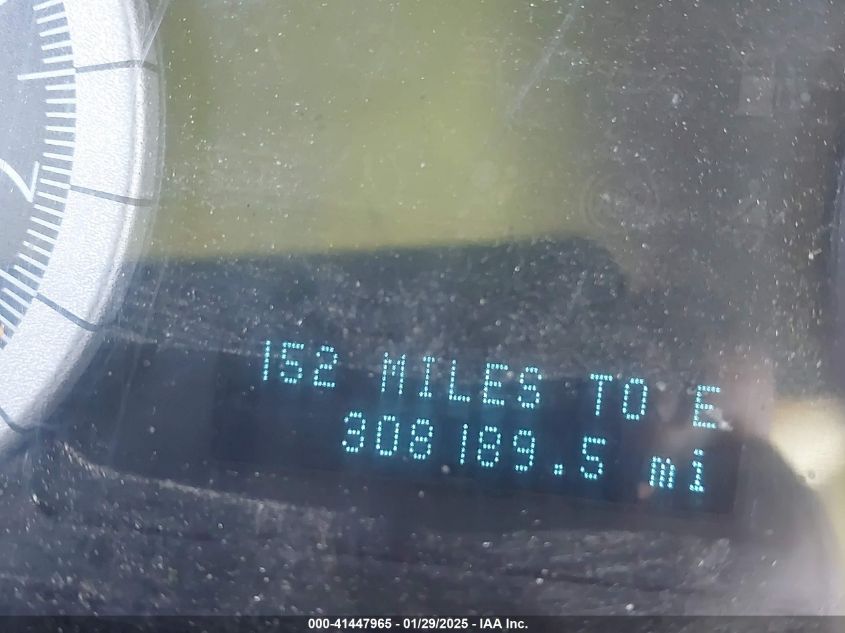 152 MILES TO E
308189.5 mi
000-41447965 - 01/29/2025 - IAA Inc.